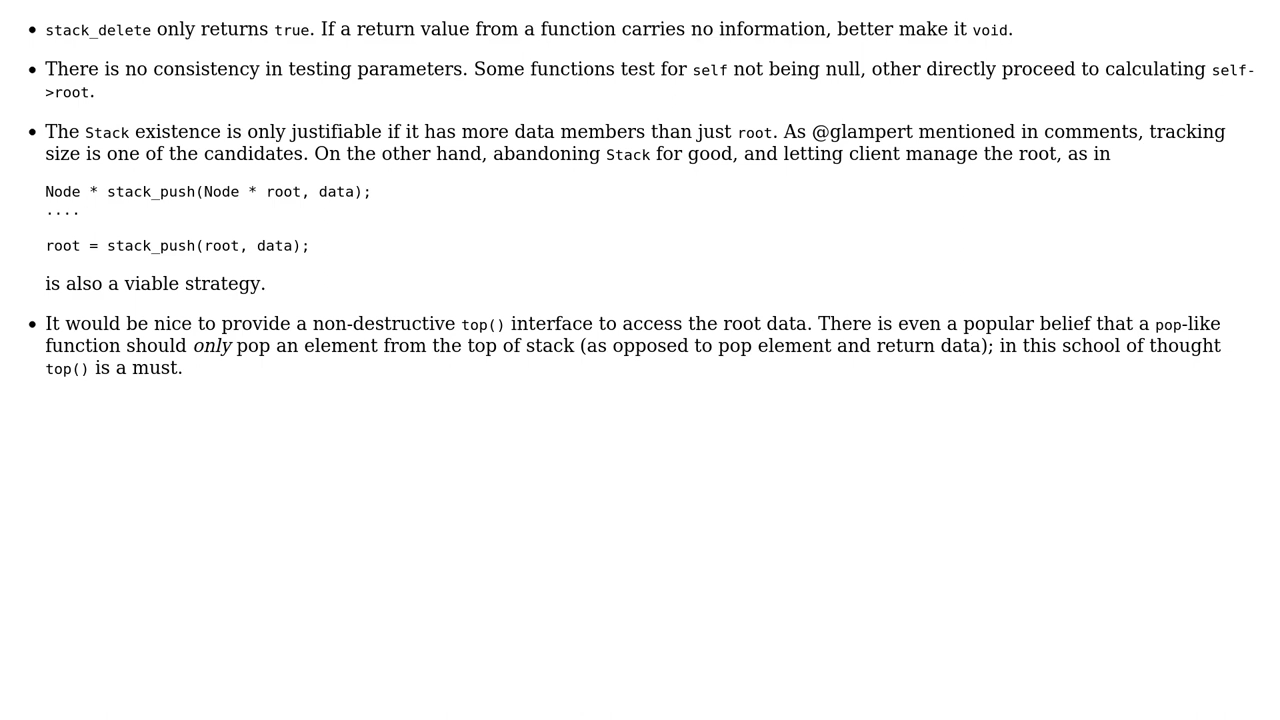 • stack_delete only returns true. If a return value from a function carries no information, better make it void.
• There is no consistency in testing parameters. Some functions test for self not being null, other directly proceed to calculating self-
>root.
• The Stack existence is only justifiable if it has more data members than just root. As @glampert mentioned in comments, tracking
size is one of the candidates. On the other hand, abandoning Stack for good, and letting client manage the root, as in
Node * stack_push(Node * root, data);
....
root = stack_push(root, data);
is also a viable strategy.
• It would be nice to provide a non-destructive top() interface to access the root data. There is even a popular belief that a pop-like
function should only pop an element from the top of stack (as opposed to pop element and return data); in this school of thought
top() is a must.